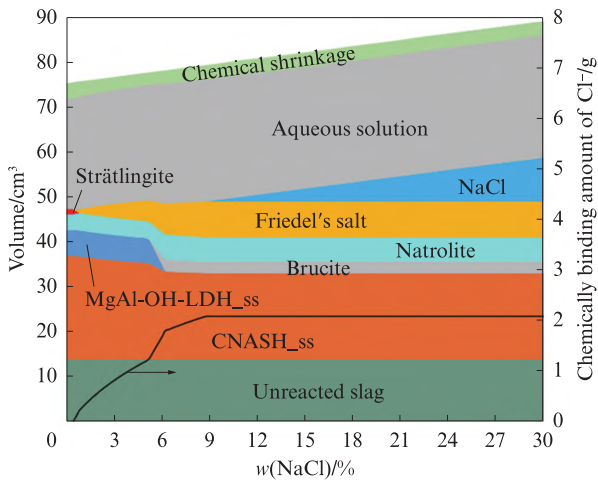 90
80
70
60
50
40
30
20
10
0
Volume/cm³
8
7
6
5
4
3
2
1
0
Chemically binding amount of Cl⁻/g
Chemical shrinkage
Aqueous solution
Strätlingite
NaCl
Friedel's salt
Natrolite
Brucite
MgAl-OH-LDH_ss
CNASH_ss
Unreacted slag
0 3 6 9 12 15 18 21 24 27 30
w(NaCl)/%